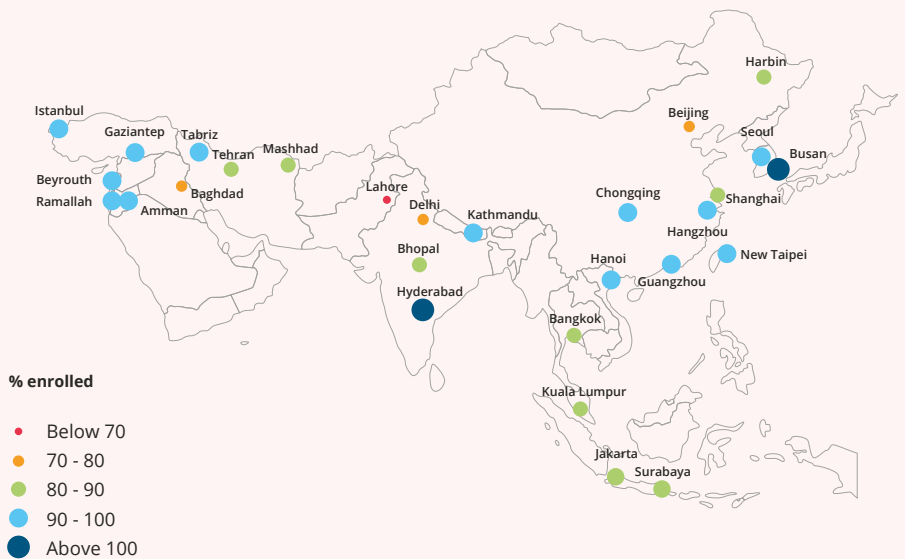 Harbin
Istanbul
Beijing
Gaziantep
Tabriz
Seoul
Tehran
Mashhad
Busan
Beyrouth
Lahore
Baghdad
Chongqing
Ramallah
Shanghai
Delhi
Amman
Kathmandu
Hangzhou
Bhopal
Hanoi
New Taipei
Guangzhou
Hyderabad
Bangkok
% enrolled
Kuala Lumpur
Below 70
70 - 80
Jakarta
Surabaya
80 - 90
90 - 100
Above 100